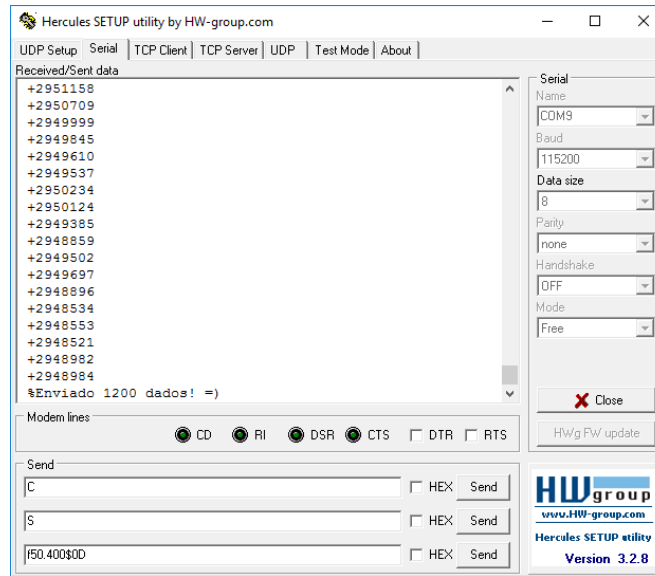 Hercules SETUP utility by HW-group.com
UDP Setup Serial TCP Client TCP Server UDP Test Mode About
Received/Sent data
+2951158
+2950709
+2949999
+2949845
+2949610
+2949537
+2950234
+2950124
+2949385
+2948859
+2949502
+2949697
+2948896
+2948534
+2948553
+2948521
+2948982
+2948984
%Enviado 1200 dados! =)
Serial
Name
COM9
Baud
115200
Data size
8
Parity
none
Handshake
OFF
Mode
Free
Close
HWg FW update
Modem lines
CD RI DSR CTS DTR RTS
Send
C HEX Send
S HEX Send
f50.400$0D HEX Send
HW group
www.HW-group.com
Hercules SETUP utility
Version 3.2.8